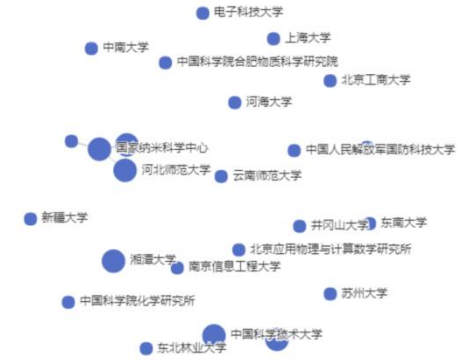 电子科技大学
上海大学
中南大学
中国科学院合肥物质科学研究院
北京工商大学
河海大学
国家纳米科学中心
中国人民解放军国防科技大学
河北师范大学
云南师范大学
新疆大学
井冈山大学
东南大学
北京应用物理与计算数学研究所
湘潭大学
南京信息工程大学
苏州大学
中国科学院化学研究所
中国科学技术大学
东北林业大学